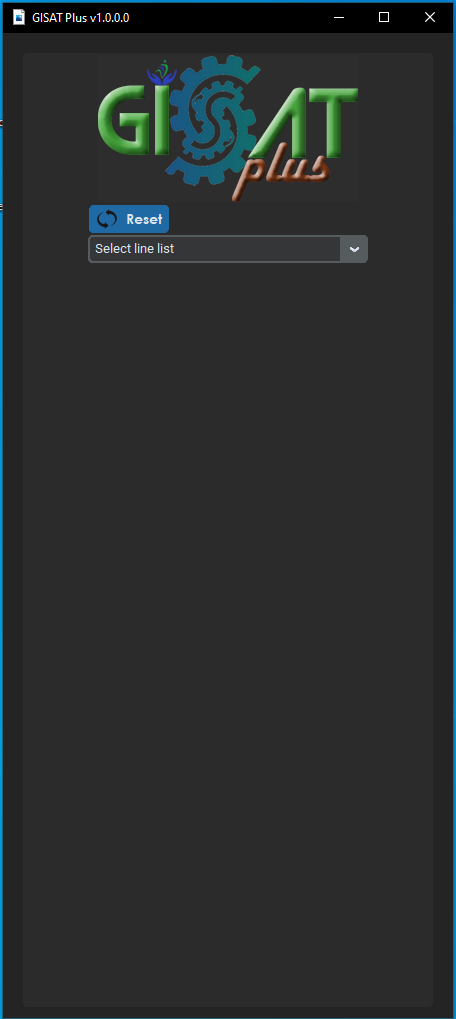 GISAT Plus v1.0.0.0
GISAT
plus
Reset
Select line list